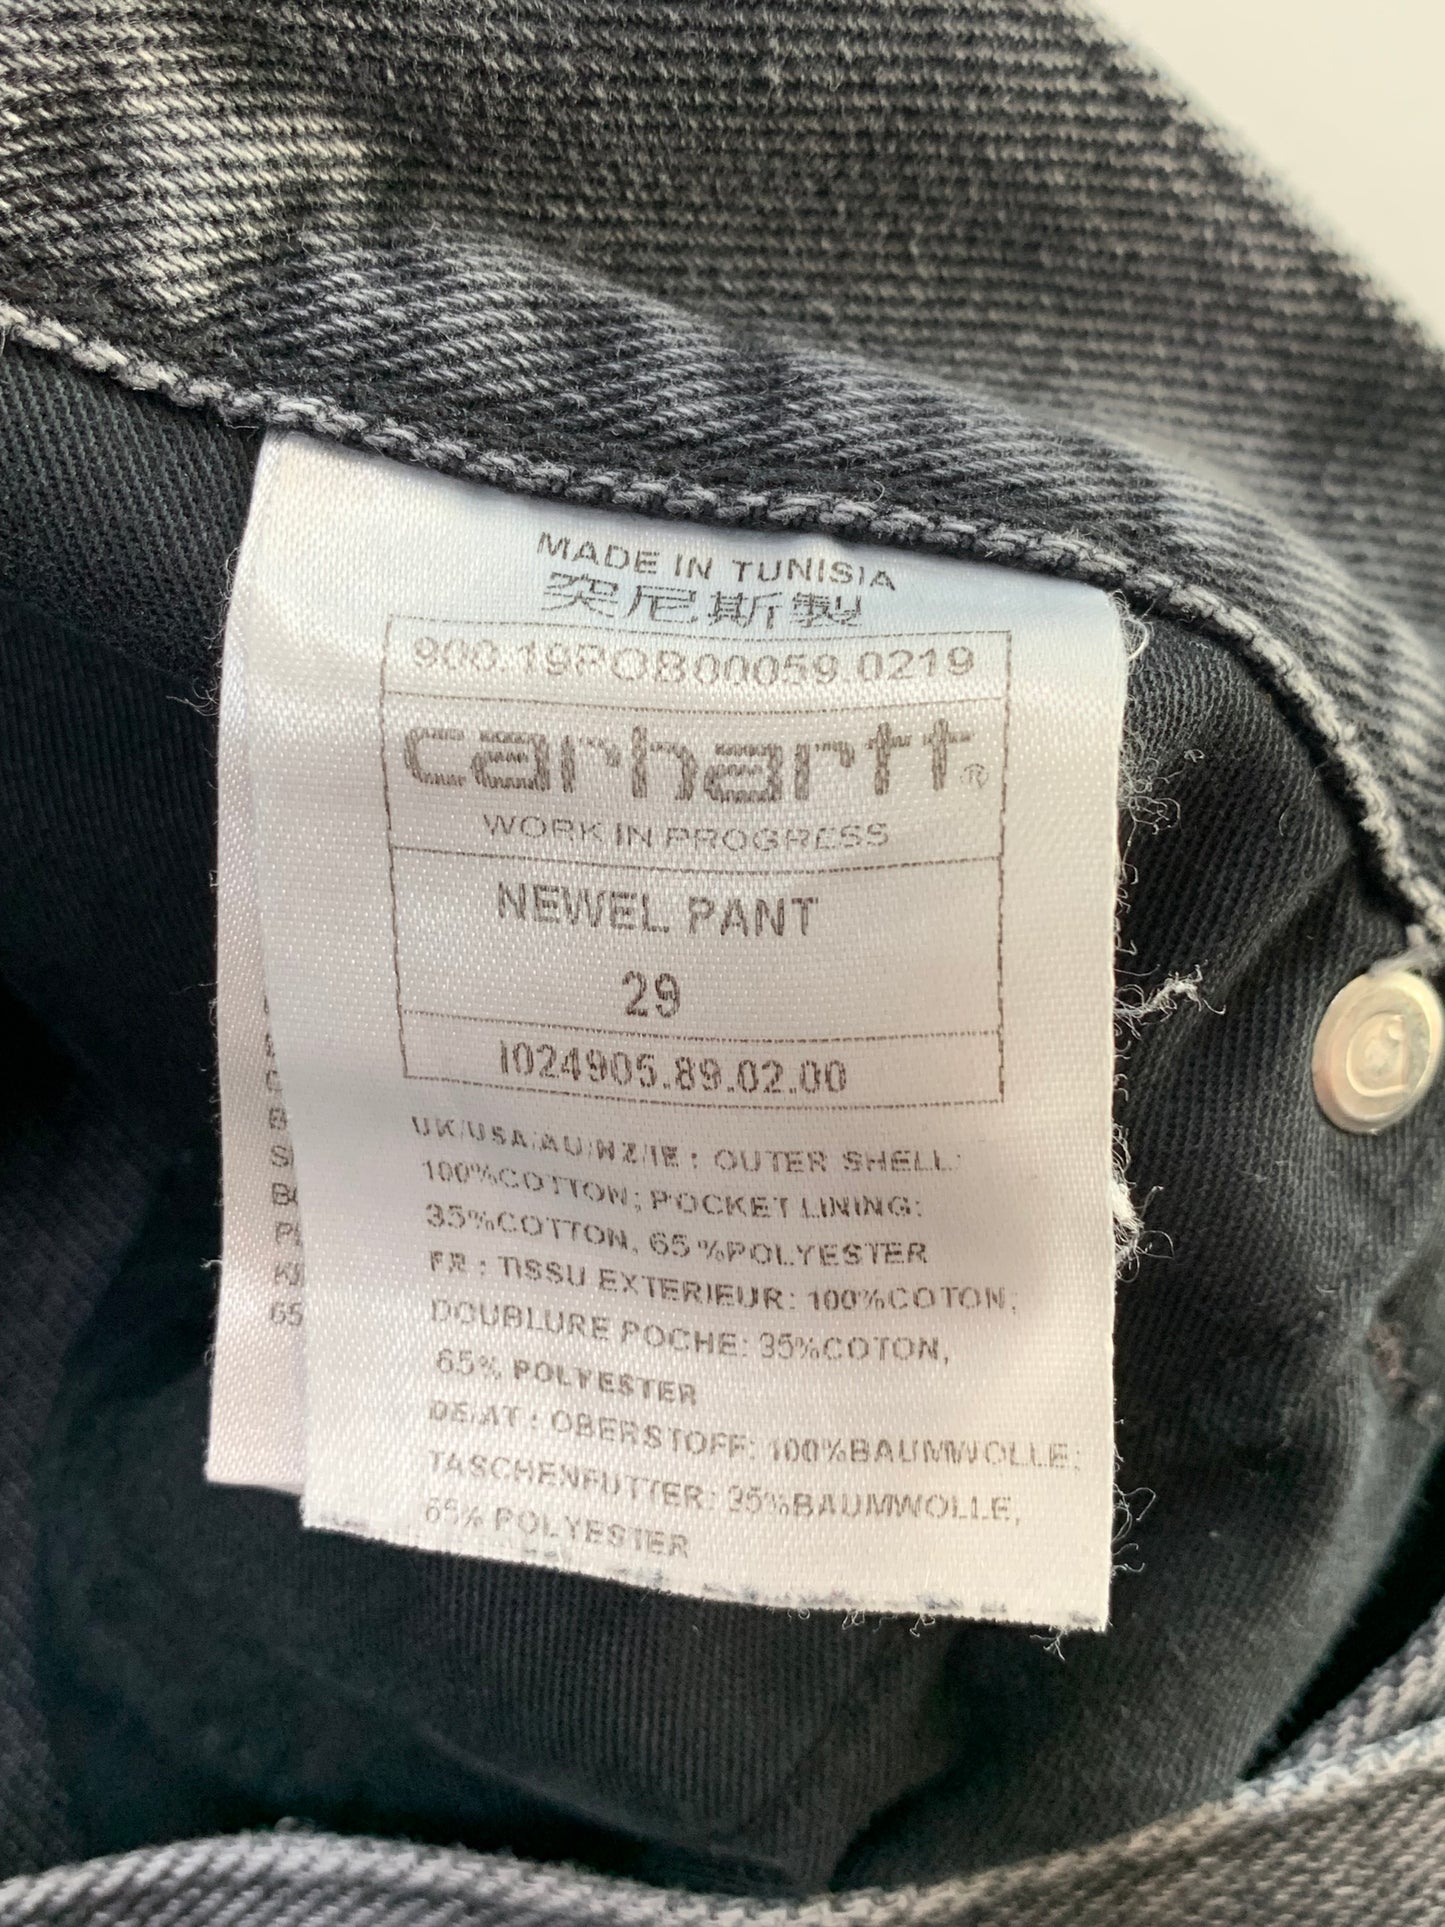 MADE IN TUNISIA
突尼斯製
900.19POB00059.0219
carhartt®
WORK IN PROGRESS
NEWEL PANT
29
I024905.89.02.00
UK/USA/AU/NZ/IE : OUTER SHELL:
100%COTTON; POCKET LINING:
35%COTTON, 65%POLYESTER
FR : TISSU EXTERIEUR: 100%COTON;
DOUBLURE POCHE: 35%COTON,
65% POLYESTER
DE/AT : OBERSTOFF: 100%BAUMWOLLE;
TASCHENFUTTER: 35%BAUMWOLLE,
65% POLYESTER